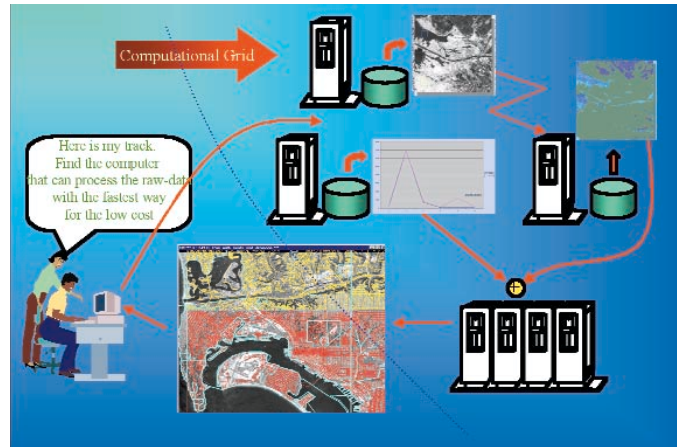 Computational Grid
Here is my track.
Find the computer
that can process the raw-data
with the fastest way
for the low cost